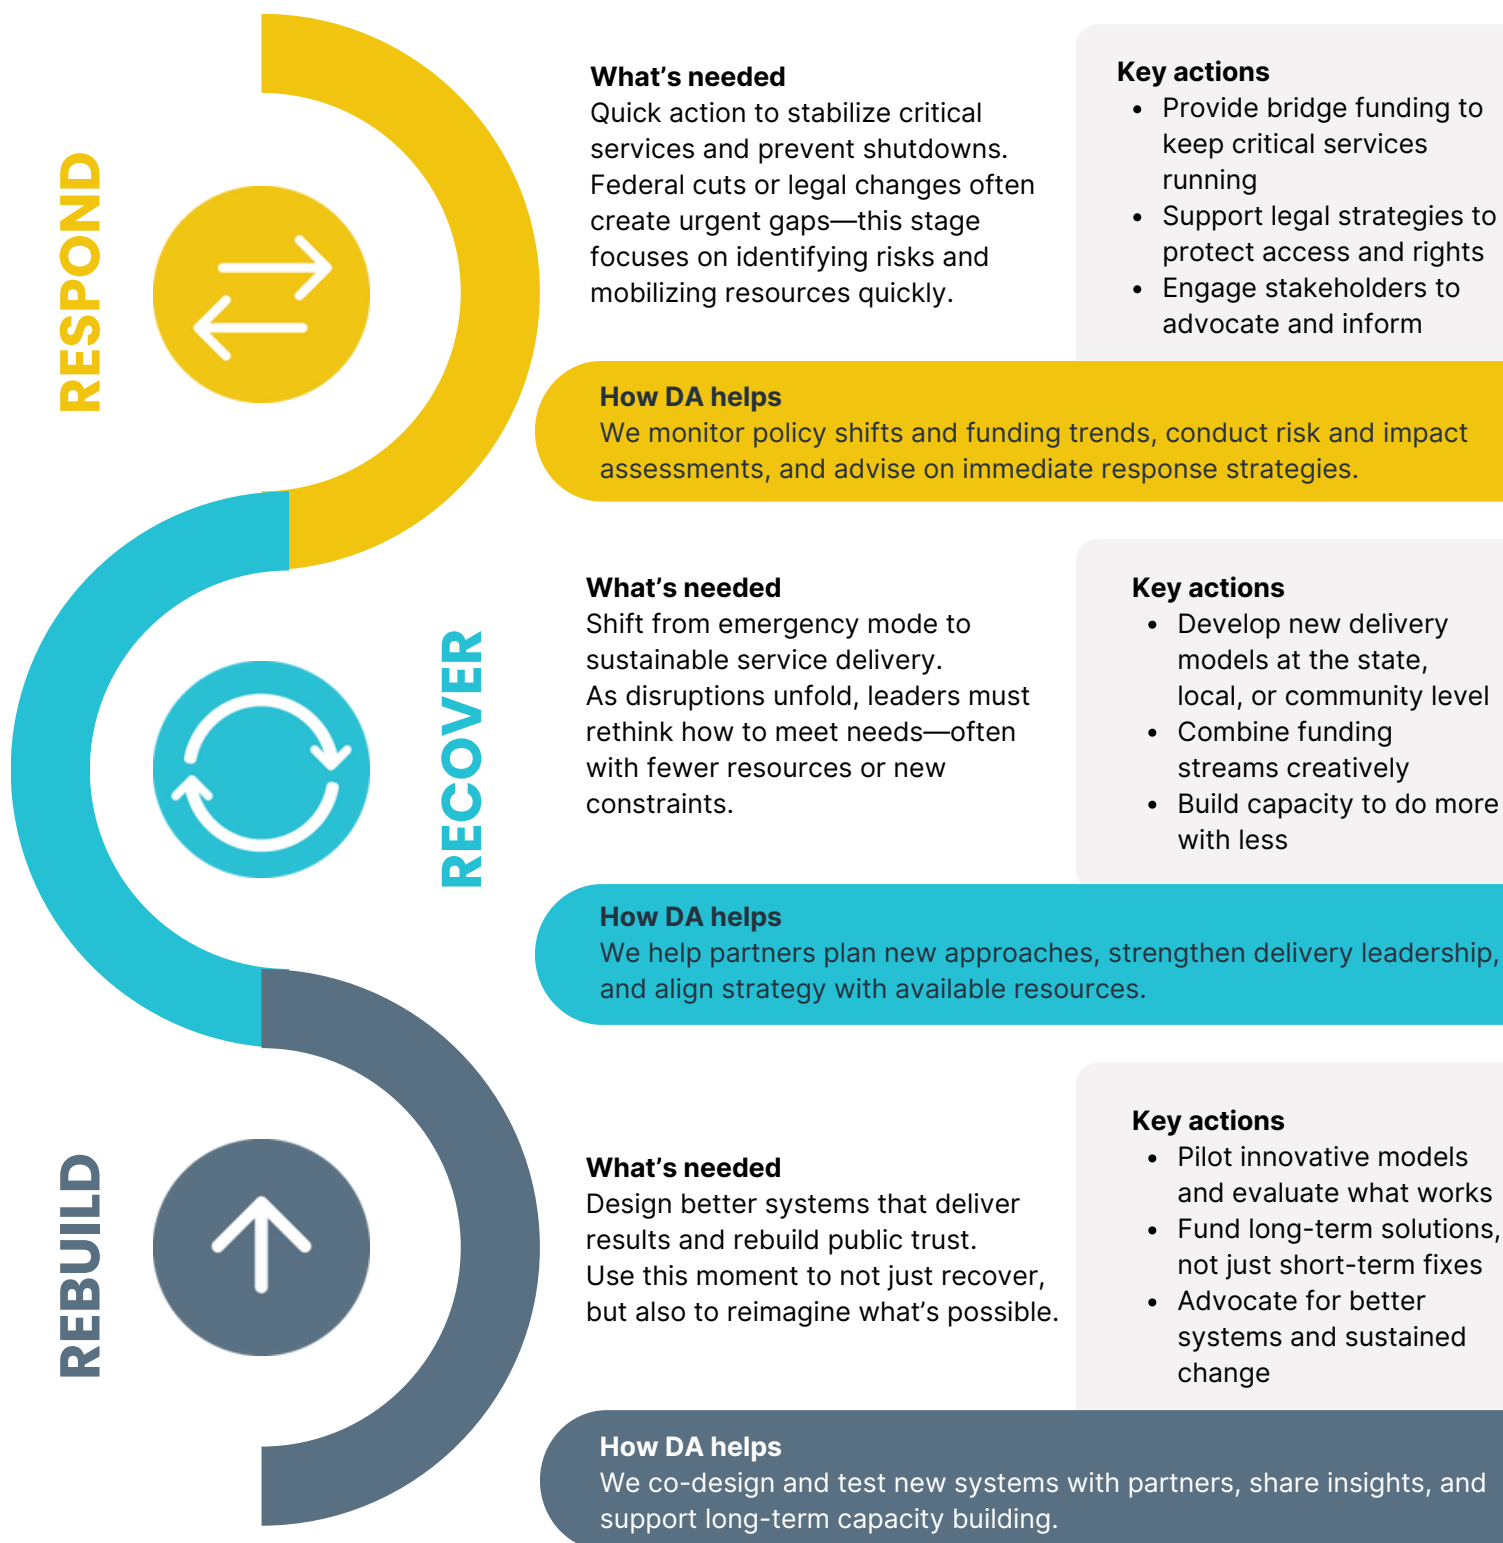 RESPOND
What’s needed
Quick action to stabilize critical
services and prevent shutdowns.
Federal cuts or legal changes often
create urgent gaps—this stage
focuses on identifying risks and
mobilizing resources quickly.
Key actions
• Provide bridge funding to
keep critical services
running
• Support legal strategies to
protect access and rights
• Engage stakeholders to
advocate and inform
How DA helps
We monitor policy shifts and funding trends, conduct risk and impact
assessments, and advise on immediate response strategies.
RECOVER
What’s needed
Shift from emergency mode to
sustainable service delivery.
As disruptions unfold, leaders must
rethink how to meet needs—often
with fewer resources or new
constraints.
Key actions
• Develop new delivery
models at the state,
local, or community level
• Combine funding
streams creatively
• Build capacity to do more
with less
How DA helps
We help partners plan new approaches, strengthen delivery leadership,
and align strategy with available resources.
REBUILD
What’s needed
Design better systems that deliver
results and rebuild public trust.
Use this moment to not just recover,
but also to reimagine what’s possible.
Key actions
• Pilot innovative models
and evaluate what works
• Fund long-term solutions,
not just short-term fixes
• Advocate for better
systems and sustained
change
How DA helps
We co-design and test new systems with partners, share insights, and
support long-term capacity building.